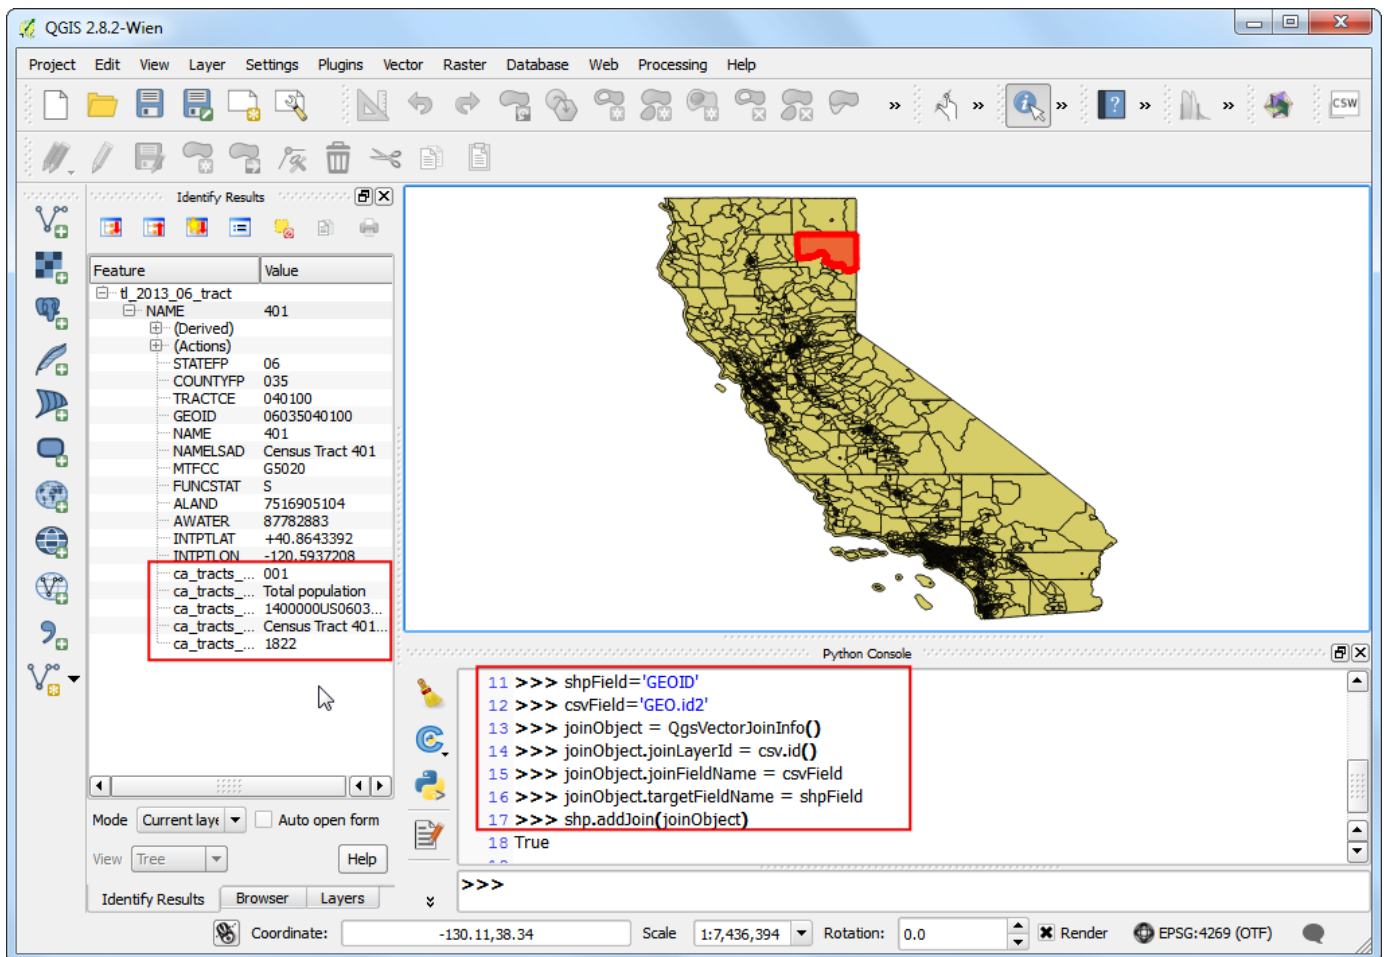 QGIS 2.8.2-Wien
Project Edit View Layer Settings Plugins Vector Raster Database Web Processing Help
» » » » » CSW
Identify Results
Feature Value
tl_2013_06_tract
NAME 401
(Derived)
(Actions)
STATEFP 06
COUNTYFP 035
TRACTCE 040100
GEOID 06035040100
NAME 401
NAMELSAD Census Tract 401
MTFCC G5020
FUNCSTAT S
ALAND 7516905104
AWATER 87782883
INTPTLAT +40.8643392
INTPTLON -120.5937208
ca_tracts_... 001
ca_tracts_... Total population
ca_tracts_... 1400000US0603...
ca_tracts_... Census Tract 401...
ca_tracts_... 1822
Mode Current laye Auto open form
View Tree Help
Identify Results Browser Layers
Python Console
11 >>> shpField='GEOID'
12 >>> csvField='GEO.id2'
13 >>> joinObject = QgsVectorJoinInfo()
14 >>> joinObject.joinLayerId = csv.id()
15 >>> joinObject.joinFieldName = csvField
16 >>> joinObject.targetFieldName = shpField
17 >>> shp.addJoin(joinObject)
18 True
>>>
Coordinate: -130.11,38.34 Scale 1:7,436,394 Rotation: 0.0 Render EPSG:4269 (OTF)